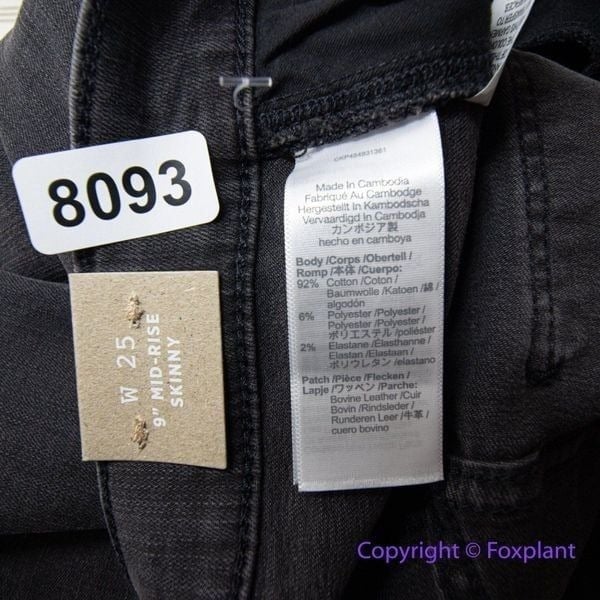 8093
W 25
9" MID-RISE
SKINNY
Made In Cambodia
Fabriqué Au Cambodge
Hergestellt In Kambodscha
Vervaardigd In Cambodja
カンボジア製
hecho en camboya
Body /Corps /Obertell /
Romp /本体 / Cuerpo:
92% Cotton /Coton /
Baumwolle /Katoen /綿 /
algodón
6% Polyester /Polyester /
Polyester /Polyester /
ポリエステル /poliéster
2% Elastane /Élasthanne /
Elastan /Elastaan /
ポリウレタン /elastano
Patch /Pièce /Flecken /
Lapje /ワッペン /Parche:
Bovine Leather /Cuir
Bovin /Rindsleder /
Runderen Leer /牛革 /
cuero bovino
Copyright © Foxplant